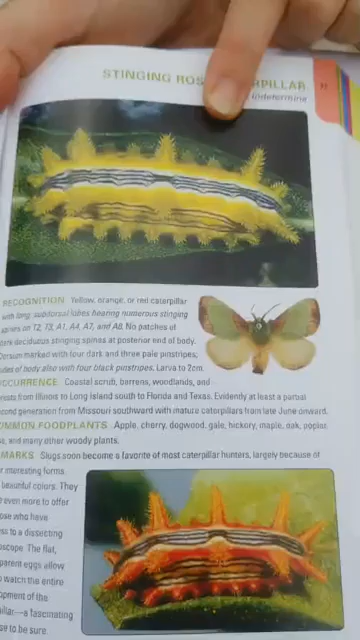 STINGING ROS RPILLAR
indetermina
RECOGNITION Yellow, orange, or red caterpillar
with long, subdorsal lobes bearing numerous stinging
spines on T2, T3, A1, A4, A7, and A8. No patches of
deciduous stinging spines at posterior end of body.
Dorsum marked with four dark and three pale pinstripes;
of body also with four black pinstripes. Larva to 2cm.
OCCURRENCE Coastal scrub, barrens, woodlands, and
from Illinois to Long Island south to Florida and Texas. Evidently at least a partial
second generation from Missouri southward with mature caterpillars from late June onward.
COMMON FOODPLANTS Apple, cherry, dogwood, gale, hickory, maple, oak, poplar,
and many other woody plants.
MARKS Slugs soon become a favorite of most caterpillar hunters, largely because of
interesting forms
beautiful colors. They
even more to offer
who have
to a dissecting
The flat,
eggs allow
watch the entire
of the
a fascinating
to be sure.